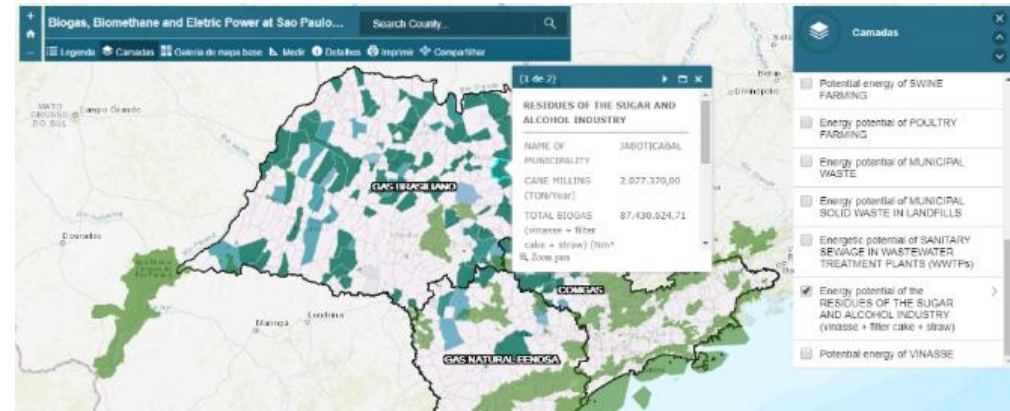 Biogas, Biomethane and Eletric Power at Sao Paulo...
Search County...
Legenda Camadas Galeria de mapa base Medir Detalhes Imprimir Compartilhar
Camadas
(1 de 2)
RESIDUES OF THE SUGAR AND
ALCOHOL INDUSTRY
NAME OF
MUNICIPALITY
JABOTICABAL
CANE MILLING
(TON/Year)
2.077.370,00
TOTAL BIOGAS
(vinasse + filter
cake + straw) (Nm³
87.430.624,71
Zoom para
Potential energy of SWINE
FARMING
Energy potential of POULTRY
FARMING
Energy potential of MUNICIPAL
WASTE
Energy potential of MUNICIPAL
SOLID WASTE IN LANDFILLS
Energetic potential of SANITARY
SEWAGE IN WASTEWATER
TREATMENT PLANTS (WWTPs)
Energy potential of the
RESIDUES OF THE SUGAR
AND ALCOHOL INDUSTRY
(vinasse + filter cake + straw)
Potential energy of VINASSE
MATO
GROSSO
DO SUL
Campo Grande
Dourados
Maringá
Londrina
GAS BRASILIANO
COMGAS
GAS NATURAL FENOSA